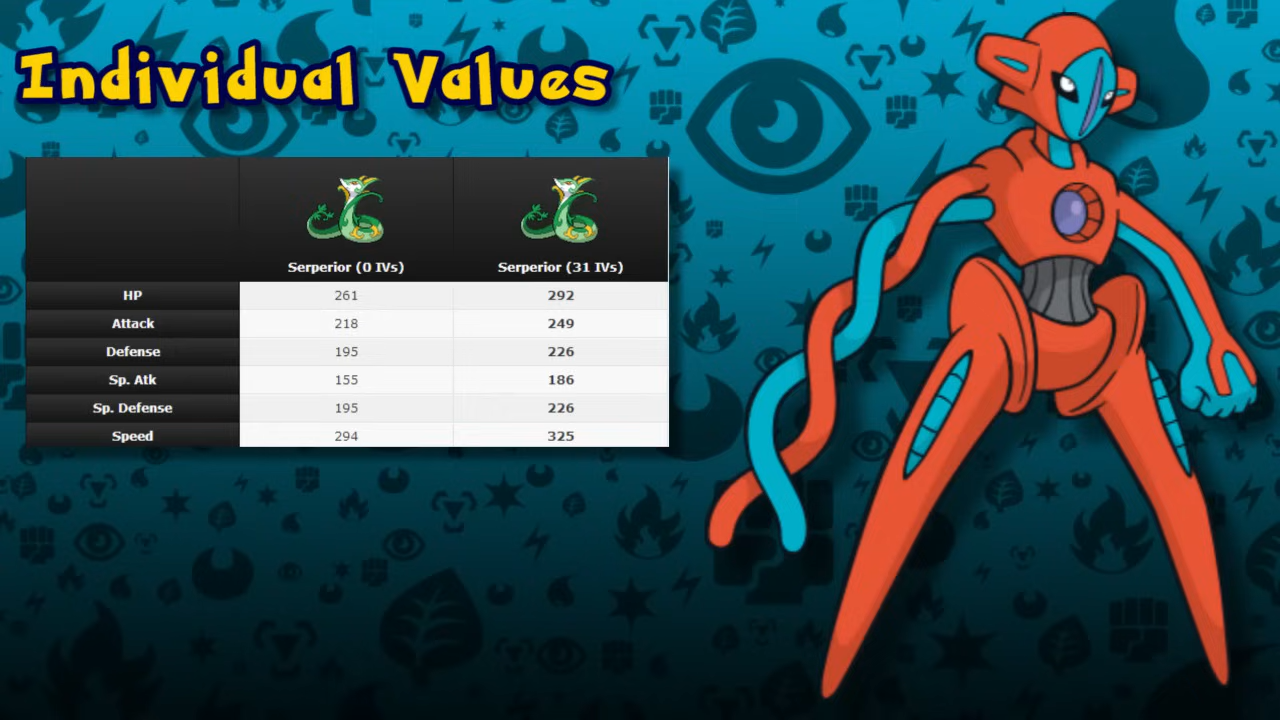 Individual Values
Serperior (0 IVs) Serperior (31 IVs)
HP 261 292
Attack 218 249
Defense 195 226
Sp. Atk 155 186
Sp. Defense 195 226
Speed 294 325